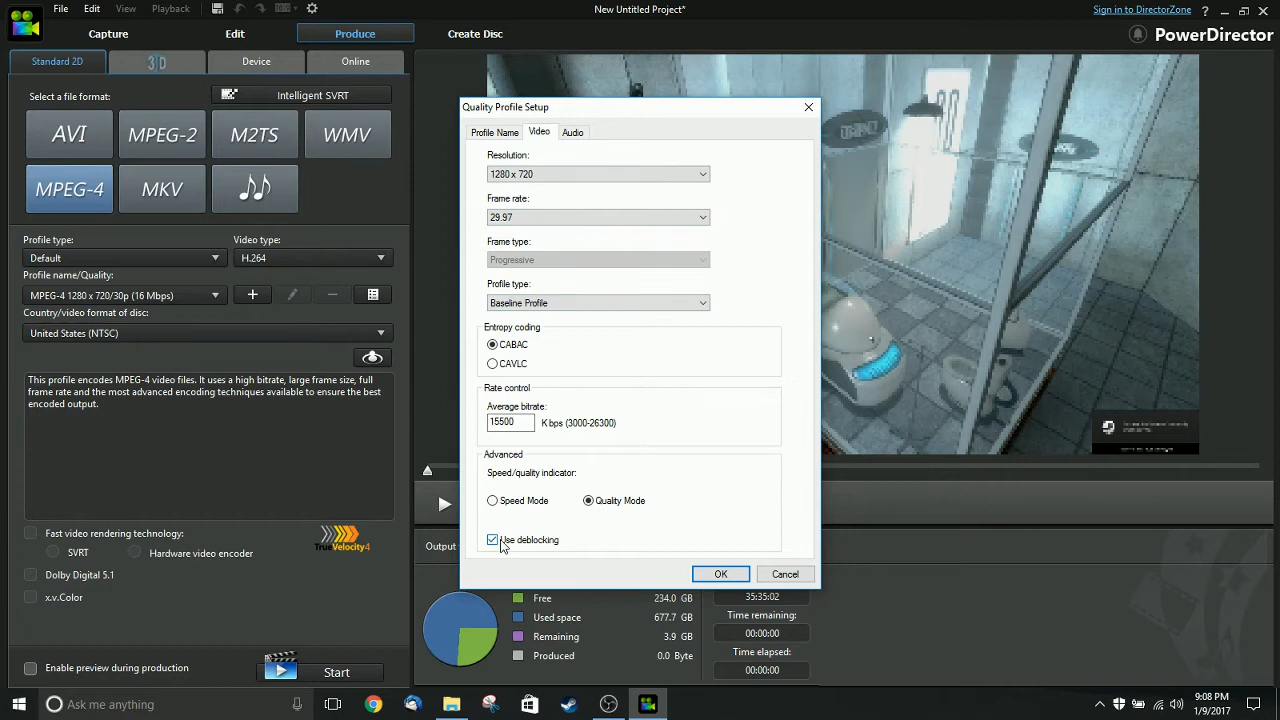 File Edit View Playback
New Untitled Project*
Sign in to DirectorZone ?
Capture Edit Produce Create Disc
PowerDirector
Standard 2D 3D Device Online
Select a file format: Intelligent SVRT
AVI MPEG-2 M2TS WMV
MPEG-4 MKV
Profile type: Video type:
Default H.264
Profile name/Quality:
MPEG-4 1280 x 720/30p (16 Mbps)
Country/video format of disc:
United States (NTSC)
This profile encodes MPEG-4 video files. It uses a high bitrate, large frame size, full
frame rate and the most advanced encoding techniques available to ensure the best
encoded output.
Fast video rendering technology:
SVRT Hardware video encoder
TrueVelocity4
Dolby Digital 5.1
x.v.Color
Enable preview during production
Start
Quality Profile Setup
Profile Name Video Audio
Resolution:
1280 x 720
Frame rate:
29.97
Frame type:
Progressive
Profile type:
Baseline Profile
Entropy coding
CABAC
CAVLC
Rate control
Average bitrate:
15500 Kbps (3000-26300)
Advanced
Speed/quality indicator:
Speed Mode Quality Mode
Use deblocking
OK Cancel
Output
Free 234.0 GB
Used space 677.7 GB
Remaining 3.9 GB
Produced 0.0 Byte
35:35:02
Time remaining:
00:00:00
Time elapsed:
00:00:00
Ask me anything
9:08 PM
1/9/2017